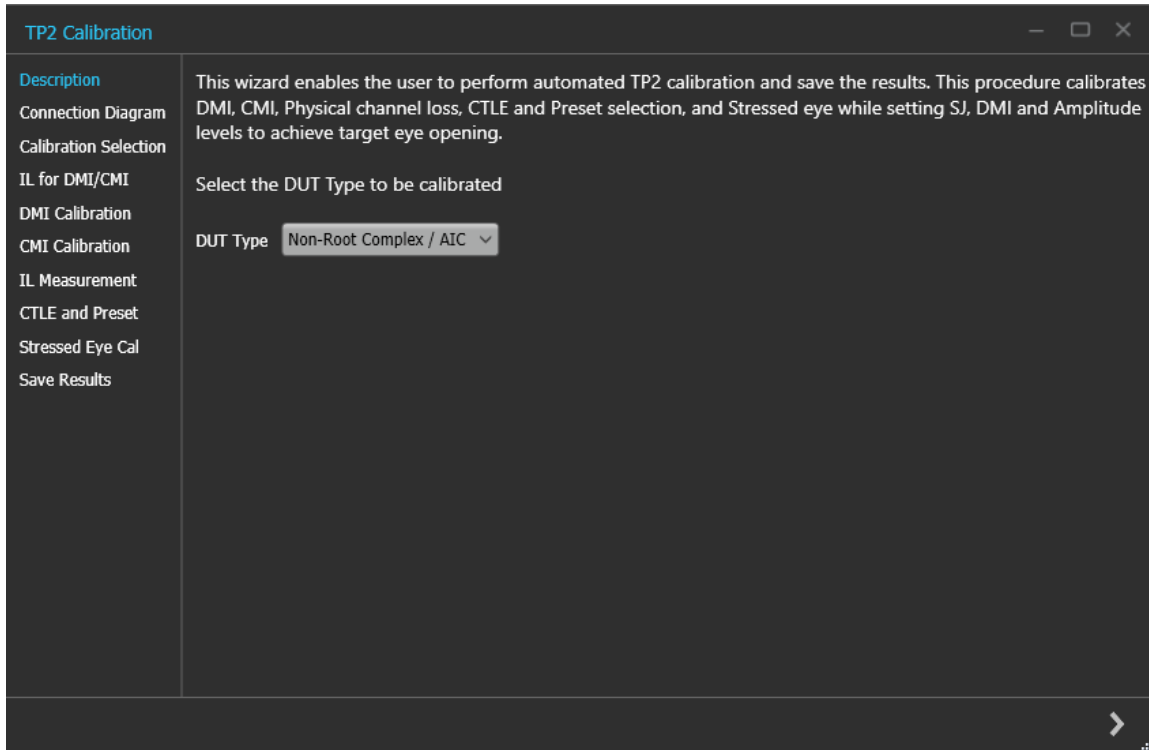 TP2 Calibration
Description
Connection Diagram
Calibration Selection
IL for DMI/CMI
DMI Calibration
CMI Calibration
IL Measurement
CTLE and Preset
Stressed Eye Cal
Save Results
This wizard enables the user to perform automated TP2 calibration and save the results. This procedure calibrates
DMI, CMI, Physical channel loss, CTLE and Preset selection, and Stressed eye while setting SJ, DMI and Amplitude
levels to achieve target eye opening.
Select the DUT Type to be calibrated
DUT Type Non-Root Complex / AIC